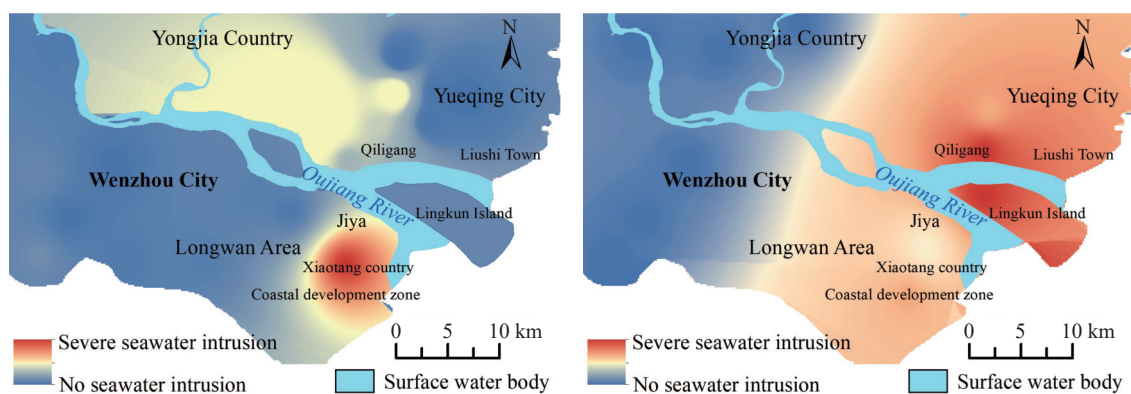 Yongjia Country
N
Yueqing City
Qiligang
Liushi Town
Wenzhou City
Oujiang River
Lingkun Island
Jiya
Longwan Area
Xiaotang country
Coastal development zone
Severe seawater intrusion
No seawater intrusion
0 5 10 km
Surface water body
Yongjia Country
N
Yueqing City
Qiligang
Liushi Town
Wenzhou City
Oujiang River
Lingkun Island
Jiya
Longwan Area
Xiaotang country
Coastal development zone
Severe seawater intrusion
No seawater intrusion
0 5 10 km
Surface water body